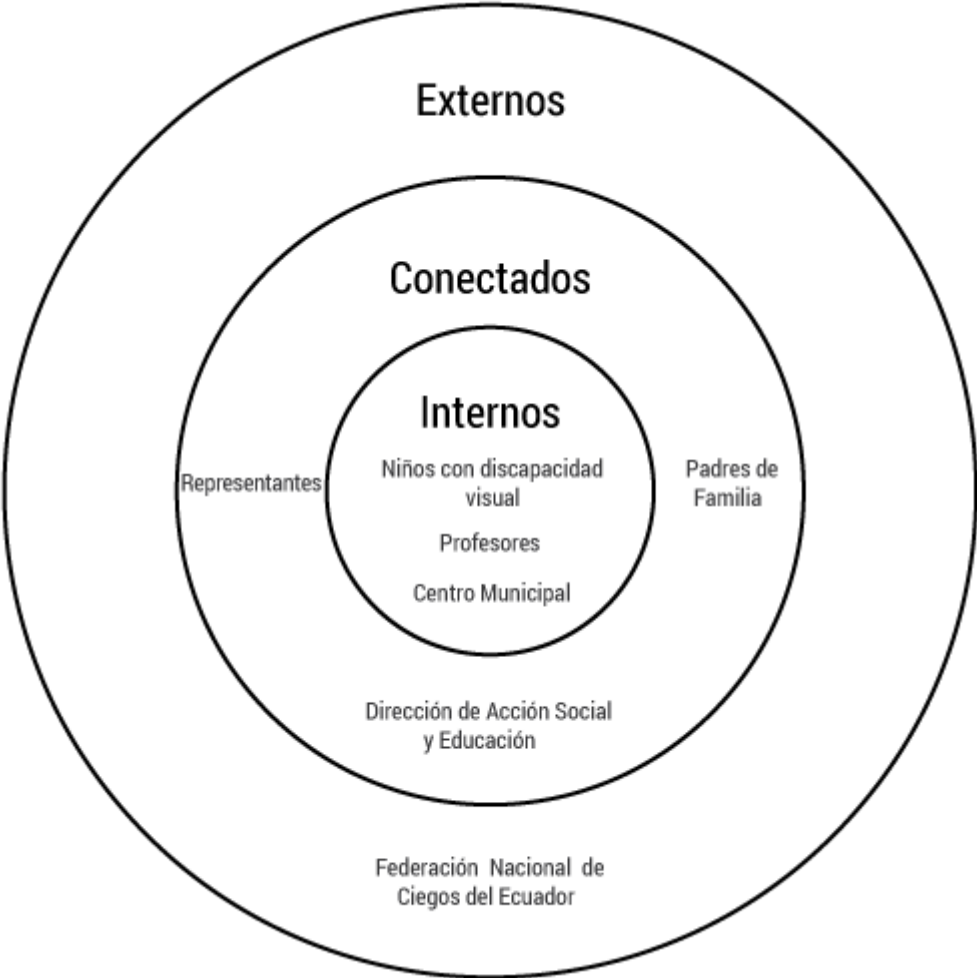 Externos
Conectados
Internos
Niños con discapacidad
visual
Profesores
Centro Municipal
Representantes
Padres de
Familia
Dirección de Acción Social
y Educación
Federación Nacional de
Ciegos del Ecuador